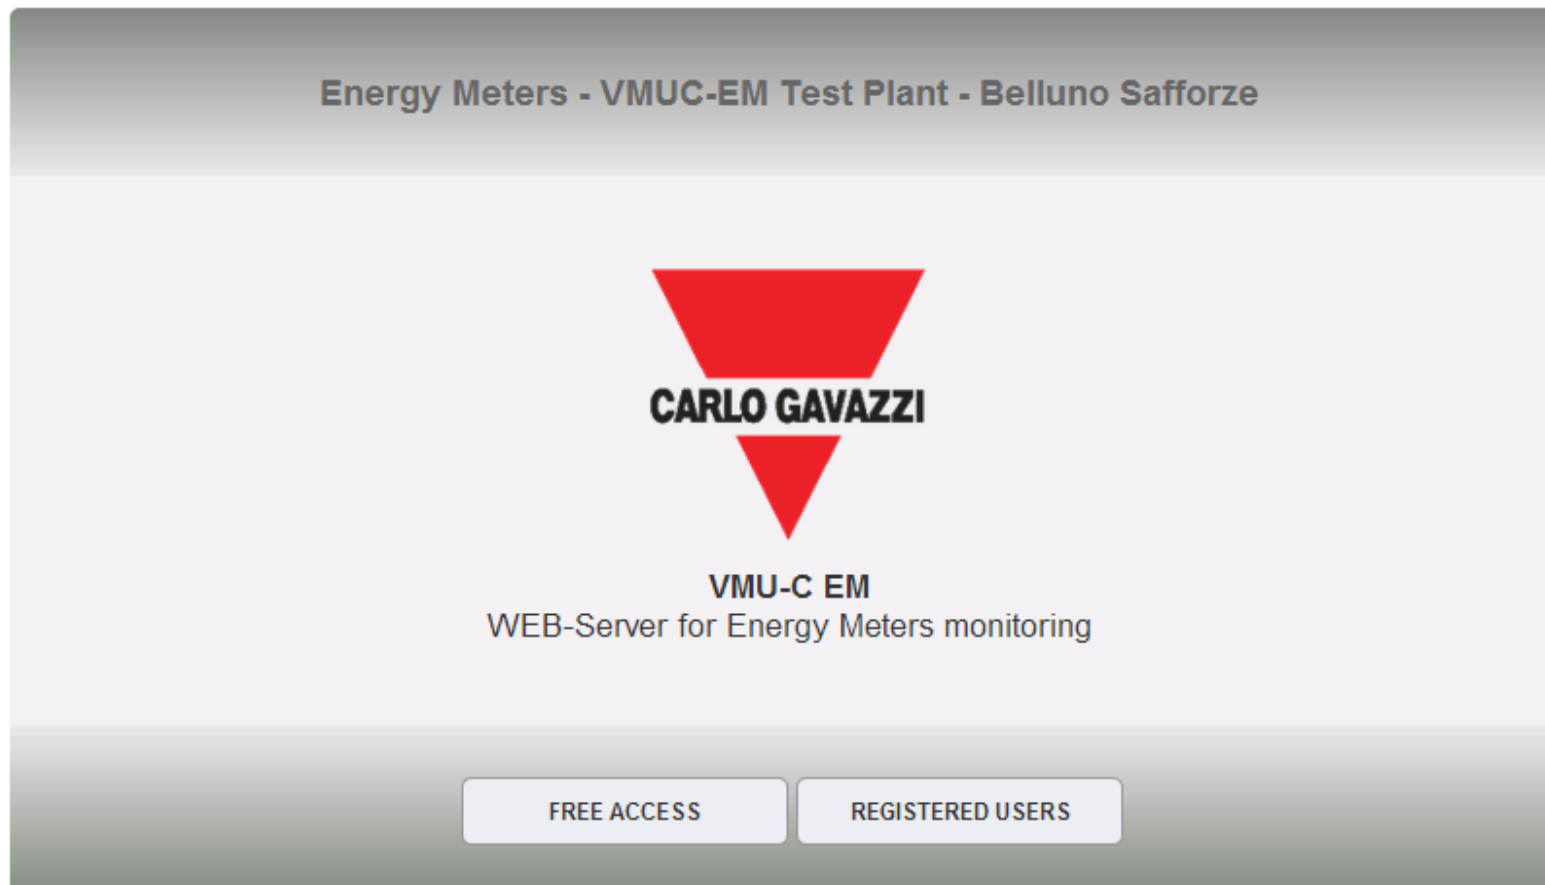 Energy Meters - VMUC-EM Test Plant - Belluno Safforze
CARLO GAVAZZI
VMU-C EM
WEB-Server for Energy Meters monitoring
FREE ACCESS
REGISTERED USERS